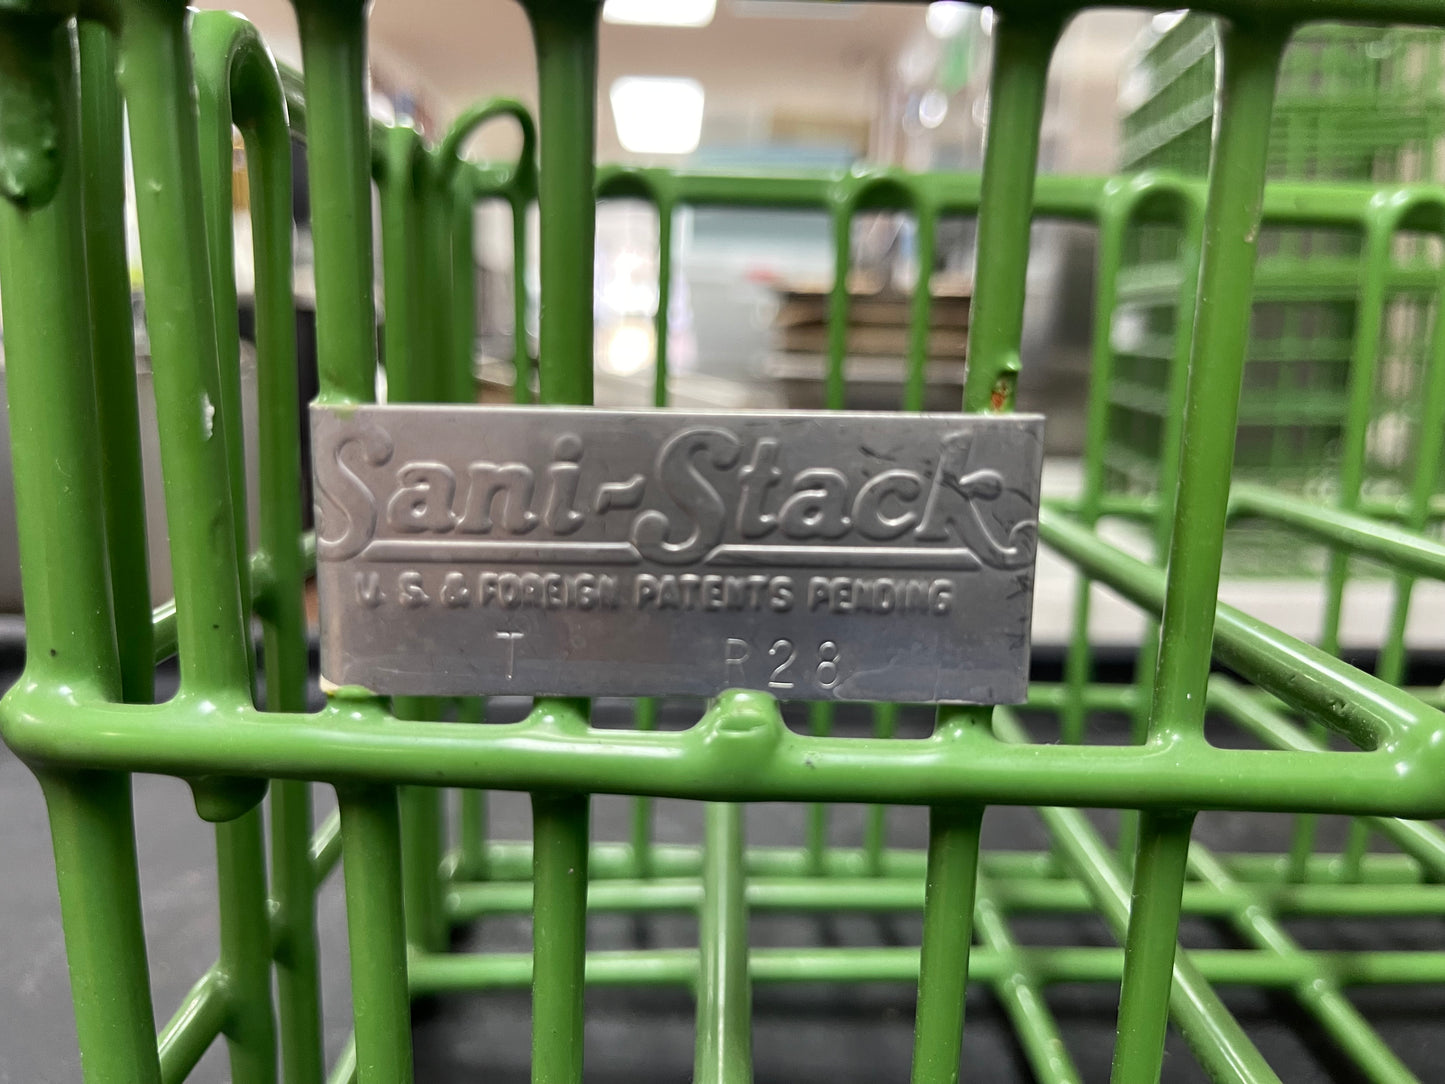 Sani-Stack
U. S. & FOREIGN PATENTS PENDING
T R28